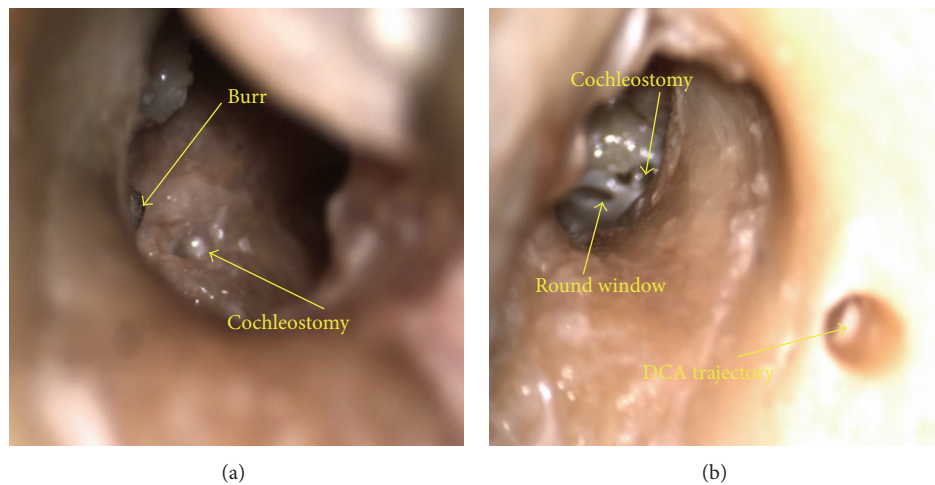 Burr
Cochleostomy
(a)
Cochleostomy
Round window
DCA trajectory
(b)